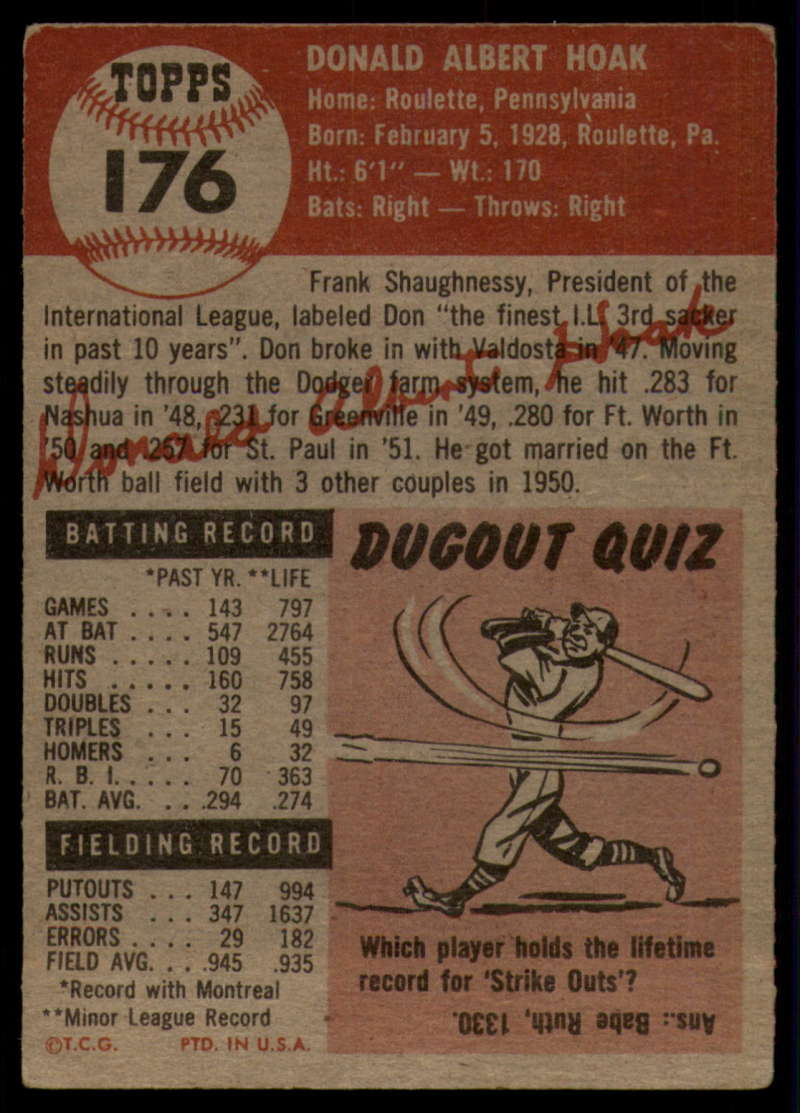 TOPPS
176
DONALD ALBERT HOAK
Home: Roulette, Pennsylvania
Born: February 5, 1928, Roulette, Pa.
Ht.: 6'1" — Wt.: 170
Bats: Right — Throws: Right
Frank Shaughnessy, President of the
International League, labeled Don "the finest I.L. 3rd sacker
in past 10 years". Don broke in with Valdosta in '47. Moving
steadily through the Dodger farm system, he hit .283 for
Nashua in '48, .231 for Greenville in '49, .280 for Ft. Worth in
'50 and .267 for St. Paul in '51. He got married on the Ft.
Worth ball field with 3 other couples in 1950.
Donald Albert Hoak
BATTING RECORD
*PAST YR. **LIFE
GAMES . . . . 143 797
AT BAT . . . . 547 2764
RUNS . . . . . 109 455
HITS . . . . . 160 758
DOUBLES . . . 32 97
TRIPLES . . . 15 49
HOMERS . . . 6 32
R. B. I. . . . . 70 363
BAT. AVG. . . . .294 .274
FIELDING RECORD
PUTOUTS . . . 147 994
ASSISTS . . . 347 1637
ERRORS . . . . 29 182
FIELD AVG. . . .945 .935
*Record with Montreal
**Minor League Record
©T.C.G. PTD. IN U.S.A.
DUGOUT QUIZ
Which player holds the lifetime
record for 'Strike Outs'?
Ans.: Babe Ruth, 1330.